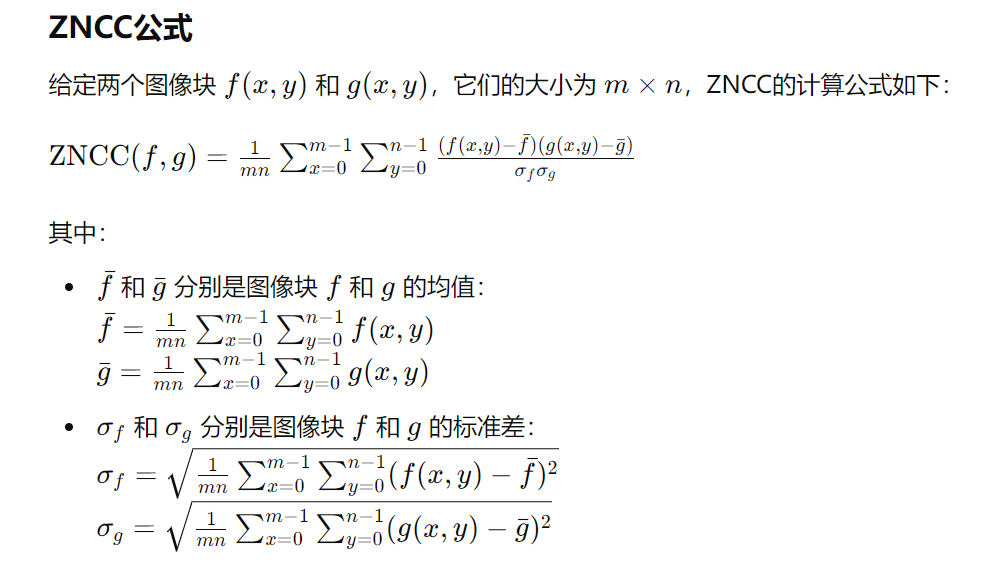 ZNCC公式
给定两个图像块 f(x, y) 和 g(x, y)，它们的大小为 m × n，ZNCC的计算公式如下：
ZNCC(f, g) = \frac{1}{mn} \sum_{x=0}^{m-1} \sum_{y=0}^{n-1} \frac{(f(x,y)-\bar{f})(g(x,y)-\bar{g})}{\sigma_f \sigma_g}
其中：
• \bar{f} 和 \bar{g} 分别是图像块 f 和 g 的均值：
\bar{f} = \frac{1}{mn} \sum_{x=0}^{m-1} \sum_{y=0}^{n-1} f(x, y)
\bar{g} = \frac{1}{mn} \sum_{x=0}^{m-1} \sum_{y=0}^{n-1} g(x, y)
• \sigma_f 和 \sigma_g 分别是图像块 f 和 g 的标准差：
\sigma_f = \sqrt{\frac{1}{mn} \sum_{x=0}^{m-1} \sum_{y=0}^{n-1} (f(x, y) - \bar{f})^2}
\sigma_g = \sqrt{\frac{1}{mn} \sum_{x=0}^{m-1} \sum_{y=0}^{n-1} (g(x, y) - \bar{g})^2}